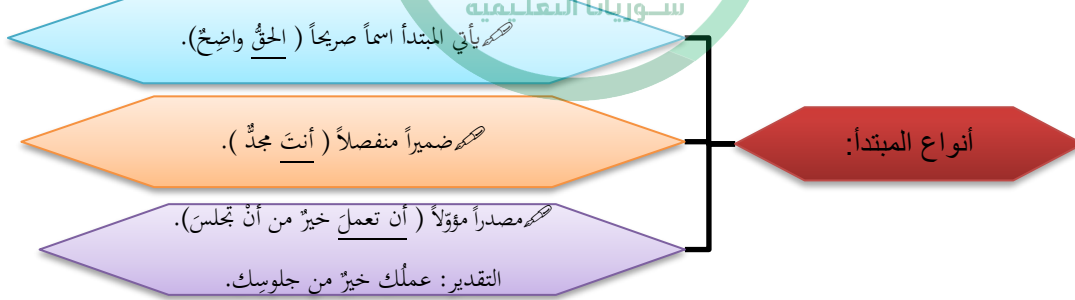 سوريانا التعليمية
يأتي المبتدأ اسماً صريحاً ( الحقُّ واضِحٌ).
أنواع المبتدأ:
ضميراً منفصلاً ( أنتَ مجدٌّ ).
مصدراً مؤوّلاً ( أن تعملَ خيرٌ من أنْ تجلسَ).
التقدير: عملُك خيرٌ من جلوسِك.